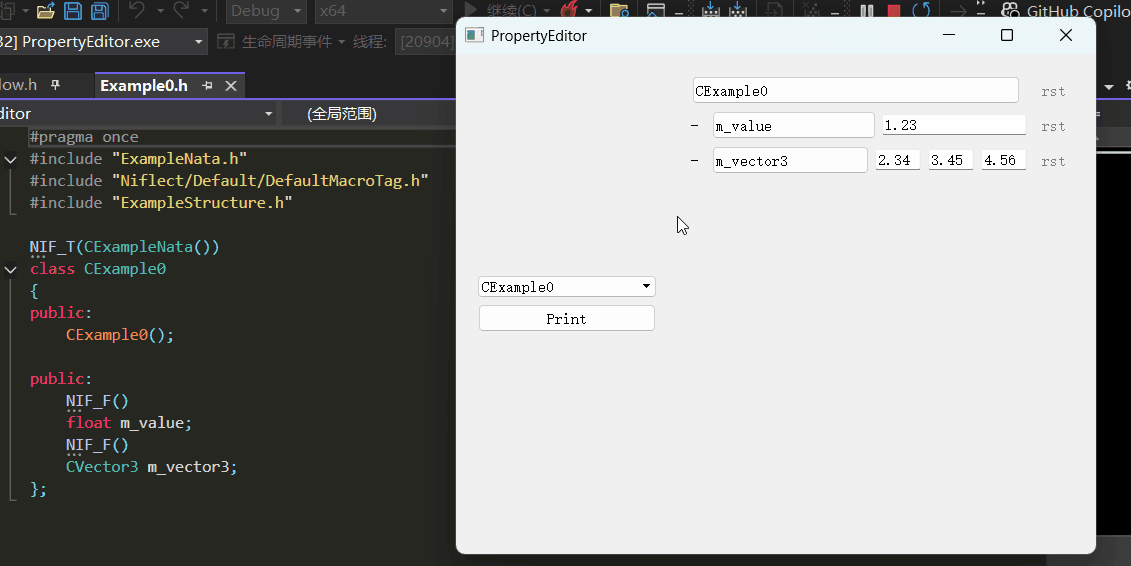 Debug x64 继续(C) GitHub Copilo
32] PropertyEditor.exe 生命周期事件 线程: [20904]
low.h Example0.h
ditor (全局范围)
#pragma once
#include "ExampleNata.h"
#include "Niflect/Default/DefaultMacroTag.h"
#include "ExampleStructure.h"
NIF_T(CExampleNata())
class CExample0
{
public:
CExample0();
public:
NIF_F()
float m_value;
NIF_F()
CVector3 m_vector3;
};
PropertyEditor
CExample0 rst
- m_value 1.23 rst
- m_vector3 2.34 3.45 4.56 rst
CExample0
Print